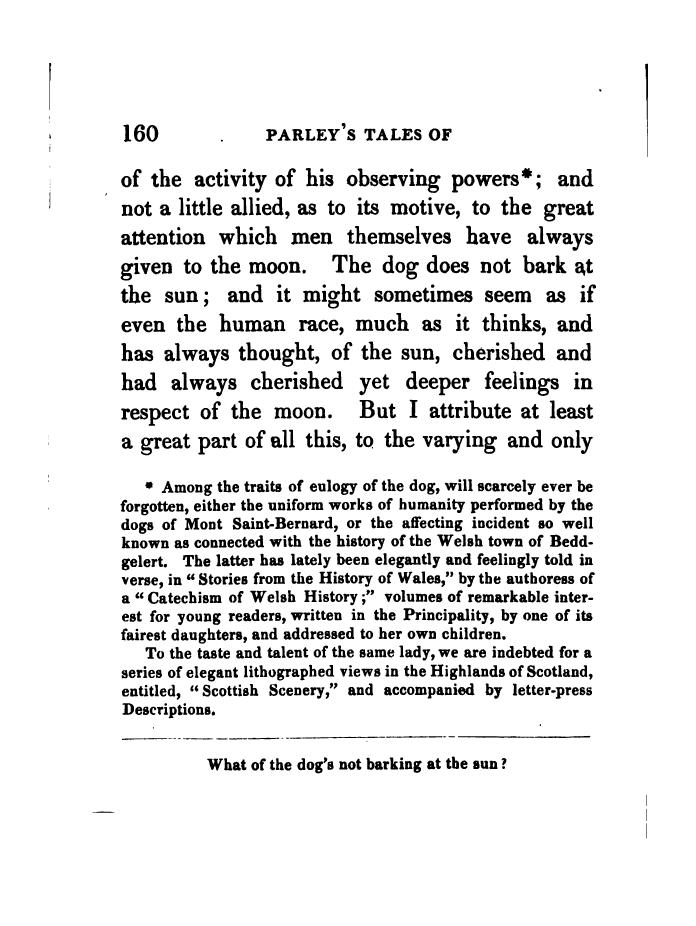 160 PARLEY'S TALES OF
of the activity of his observing powers*; and
not a little allied, as to its motive, to the great
attention which men themselves have always
given to the moon. The dog does not bark at
the sun; and it might sometimes seem as if
even the human race, much as it thinks, and
has always thought, of the sun, cherished and
had always cherished yet deeper feelings in
respect of the moon. But I attribute at least
a great part of all this, to the varying and only
* Among the traits of eulogy of the dog, will scarcely ever be
forgotten, either the uniform works of humanity performed by the
dogs of Mont Saint-Bernard, or the affecting incident so well
known as connected with the history of the Welsh town of Bedd-
gelert. The latter has lately been elegantly and feelingly told in
verse, in "Stories from the History of Wales," by the authoress of
a "Catechism of Welsh History;" volumes of remarkable inter-
est for young readers, written in the Principality, by one of its
fairest daughters, and addressed to her own children.
To the taste and talent of the same lady, we are indebted for a
series of elegant lithographed views in the Highlands of Scotland,
entitled, "Scottish Scenery," and accompanied by letter-press
Descriptions.
What of the dog's not barking at the sun?